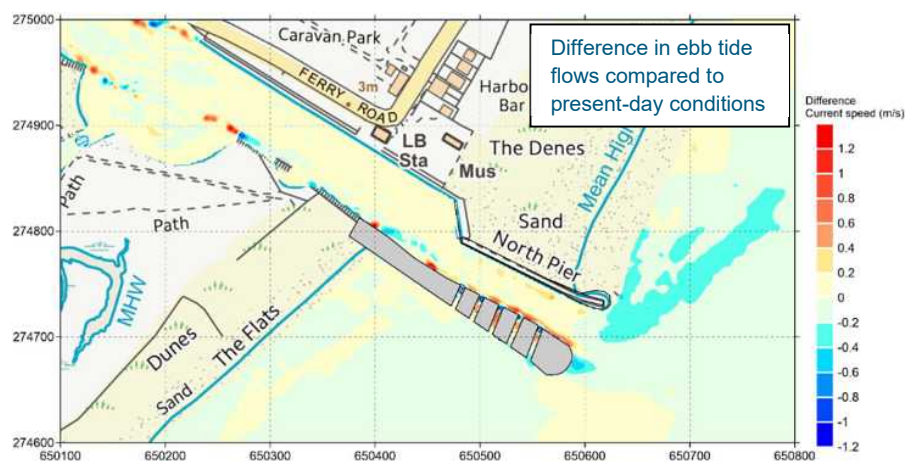 275000
274900
274800
274700
274600
650100
650200
650300
650400
650500
650600
650700
650800
Difference in ebb tide
flows compared to
present-day conditions
Difference
Current speed (m/s)
1.2
1
0.8
0.6
0.4
0.2
0
-0.2
-0.4
-0.6
-0.8
-1
-1.2
Caravan Park
3m
FERRY ROAD
Harbo
Bar
LB
Sta
Mus
The Denes
Mean High
Sand
North Pier
Path
Path
MHW
Dunes
The Flats
Sand